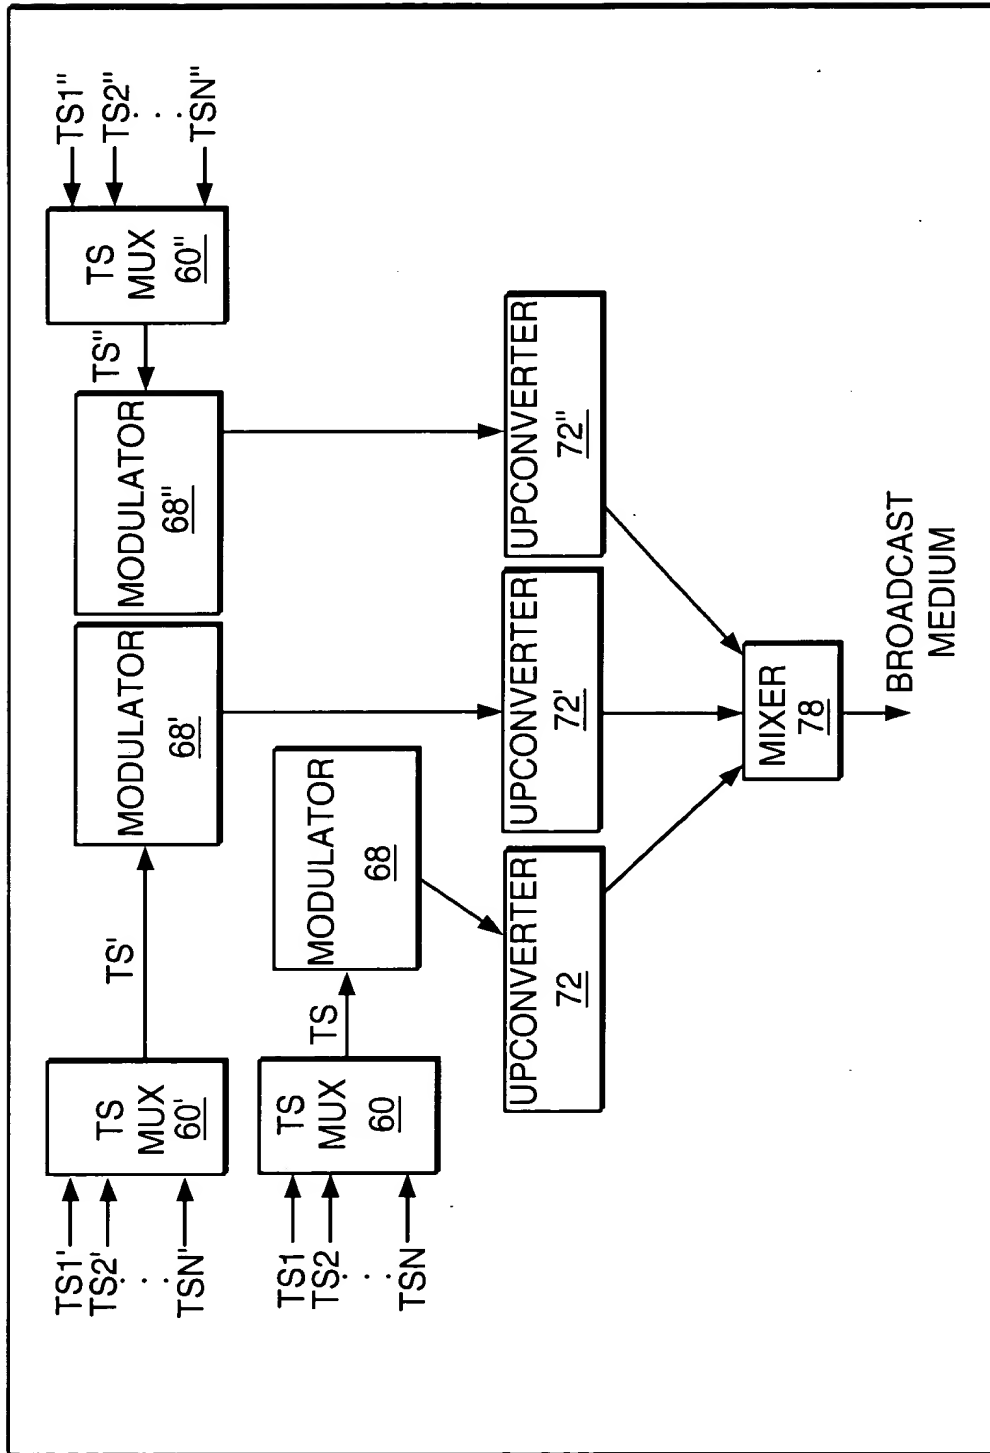 TS1'
TS2'
. . .
TSN'
TS
MUX
60'
TS'
MODULATOR
68'
MODULATOR
68"
TS"
TS
MUX
60"
TS1"
TS2"
. . .
TSN"
TS1
TS2
. . .
TSN
TS
MUX
60
TS
MODULATOR
68
UPCONVERTER
72
UPCONVERTER
72'
UPCONVERTER
72"
MIXER
78
BROADCAST
MEDIUM